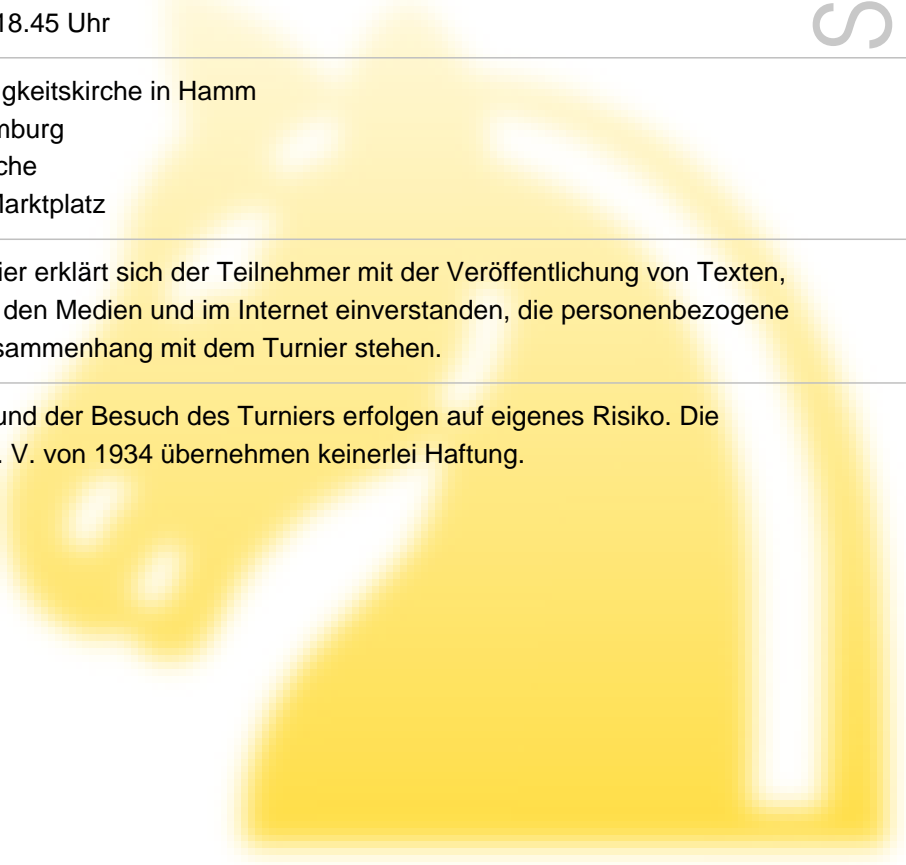 18.45 Uhr
S
gkeitskirche in Hamm
nburg
che
Marktplatz
ier erklärt sich der Teilnehmer mit der Veröffentlichung von Texten,
den Medien und im Internet einverstanden, die personenbezogene
sammenhang mit dem Turnier stehen.
und der Besuch des Turniers erfolgen auf eigenes Risiko. Die
. V. von 1934 übernehmen keinerlei Haftung.